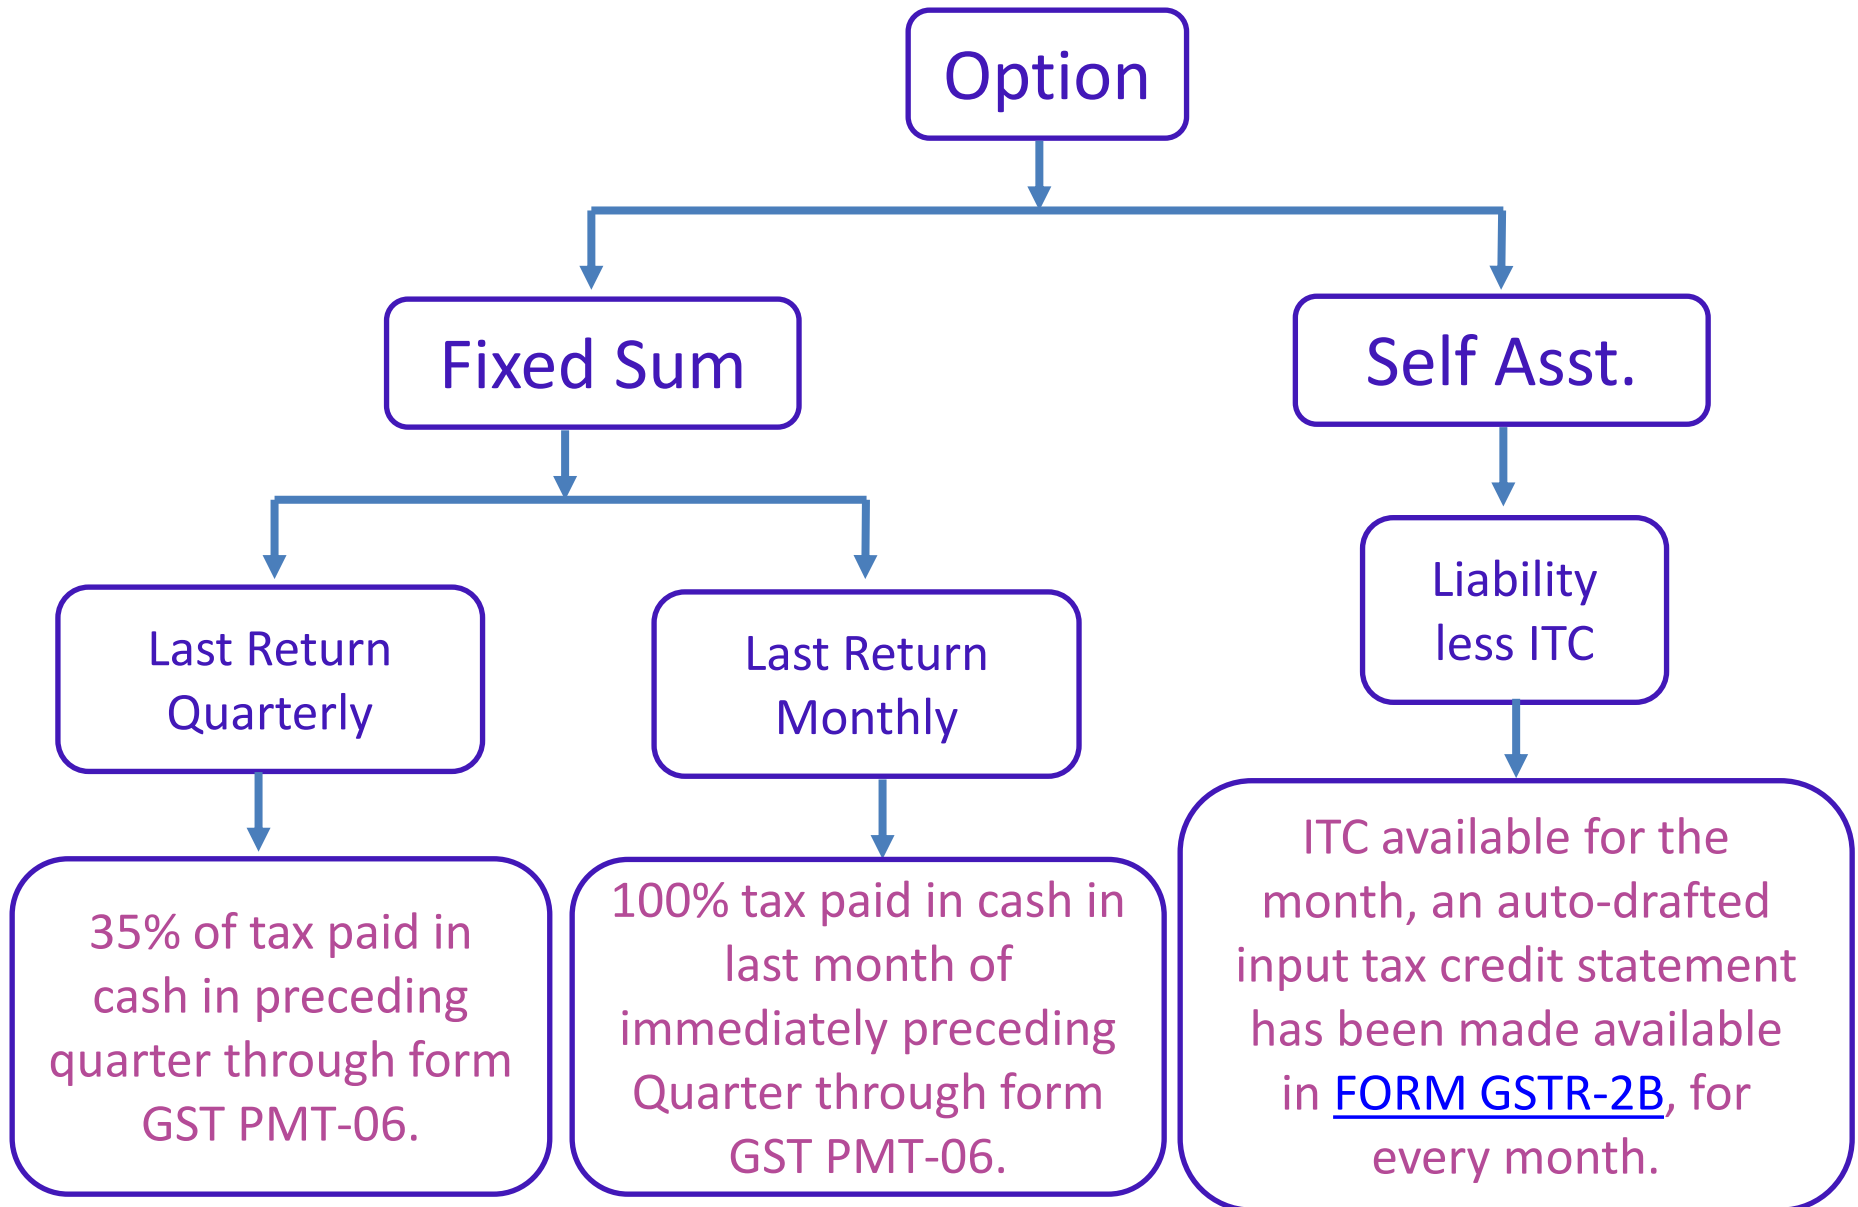 Option
Fixed Sum
Self Asst.
Last Return
Quarterly
Last Return
Monthly
Liability
less ITC
35% of tax paid in
cash in preceding
quarter through form
GST PMT-06.
100% tax paid in cash in
last month of
immediately preceding
Quarter through form
GST PMT-06.
ITC available for the
month, an auto-drafted
input tax credit statement
has been made available
in FORM GSTR-2B, for
every month.